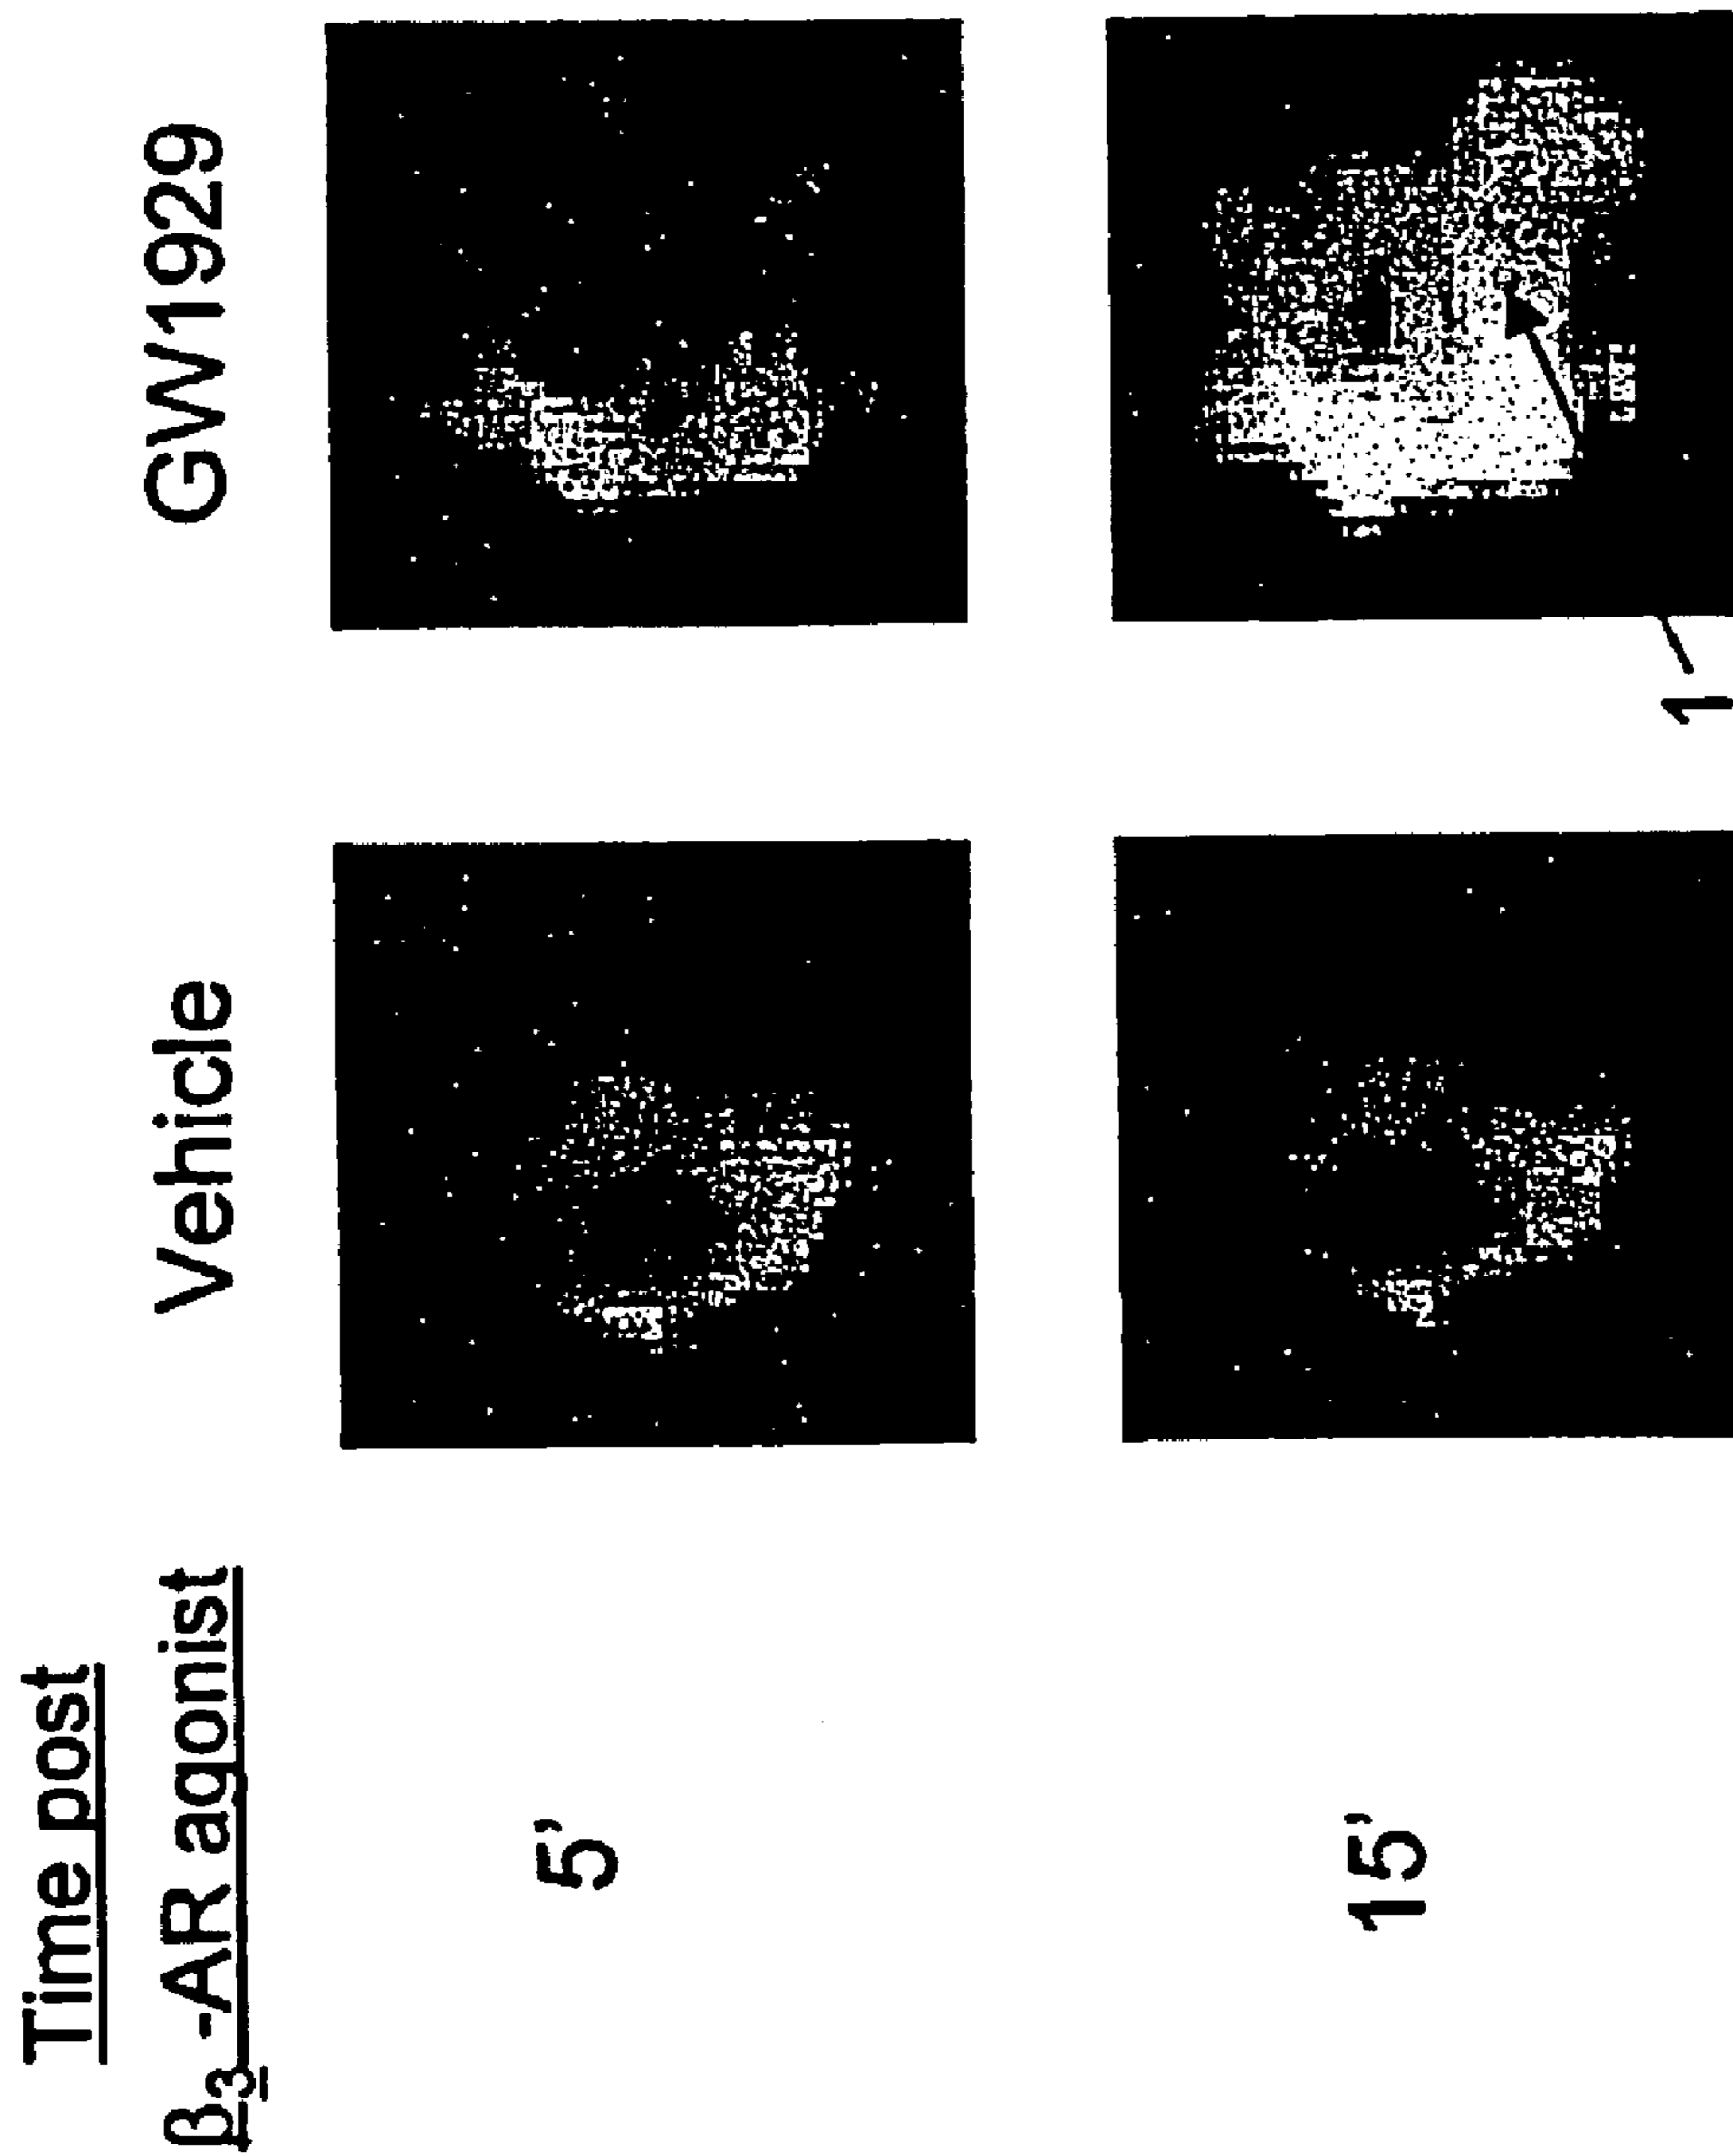 Time post
β₃-AR agonist
Vehicle
GW1929
5’
15’
1